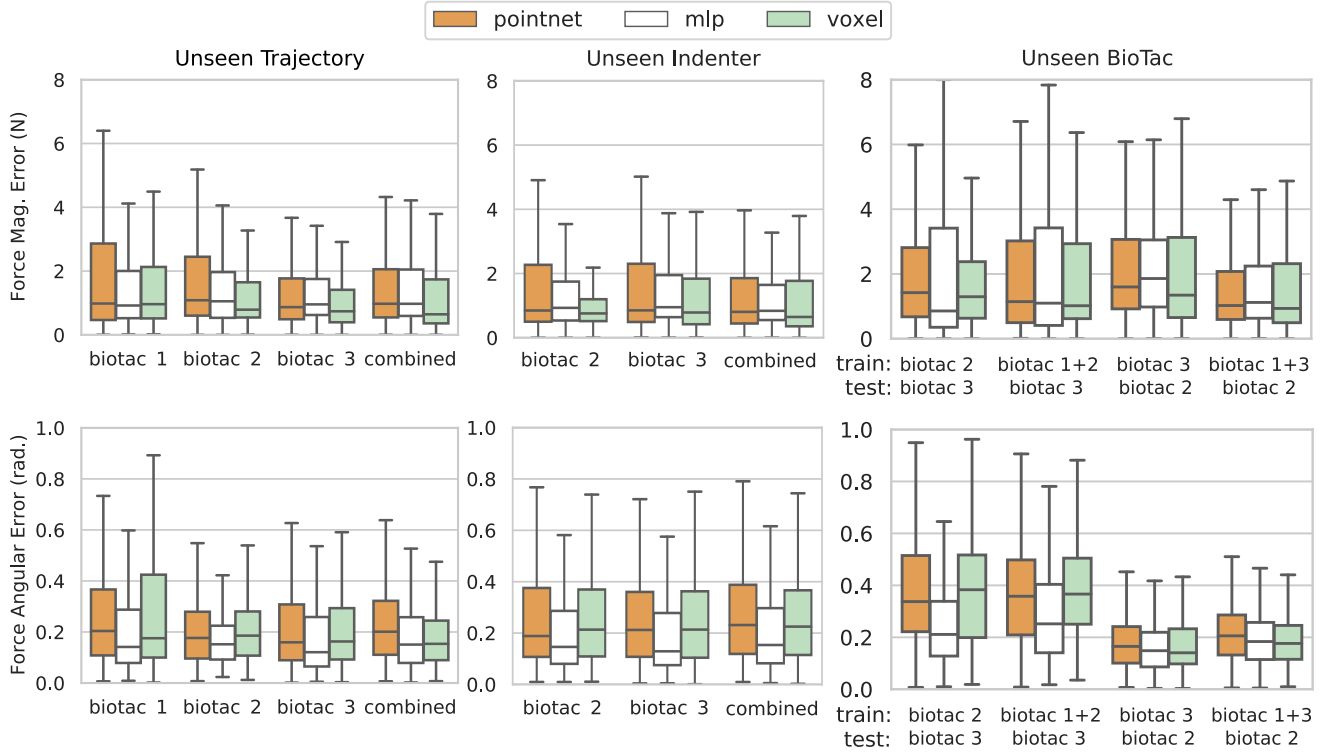 pointnet mlp voxel
Unseen Trajectory
Unseen Indenter
Unseen BioTac
Force Mag. Error (N)
8
6
4
2
0
biotac 1 biotac 2 biotac 3 combined
8
6
4
2
0
biotac 2 biotac 3 combined
8
6
4
2
0
train: biotac 2 biotac 1+2 biotac 3 biotac 1+3
test: biotac 3 biotac 3 biotac 2 biotac 2
Force Angular Error (rad.)
1.0
0.8
0.6
0.4
0.2
0.0
biotac 1 biotac 2 biotac 3 combined
1.0
0.8
0.6
0.4
0.2
0.0
biotac 2 biotac 3 combined
1.0
0.8
0.6
0.4
0.2
0.0
train: biotac 2 biotac 1+2 biotac 3 biotac 1+3
test: biotac 3 biotac 3 biotac 2 biotac 2